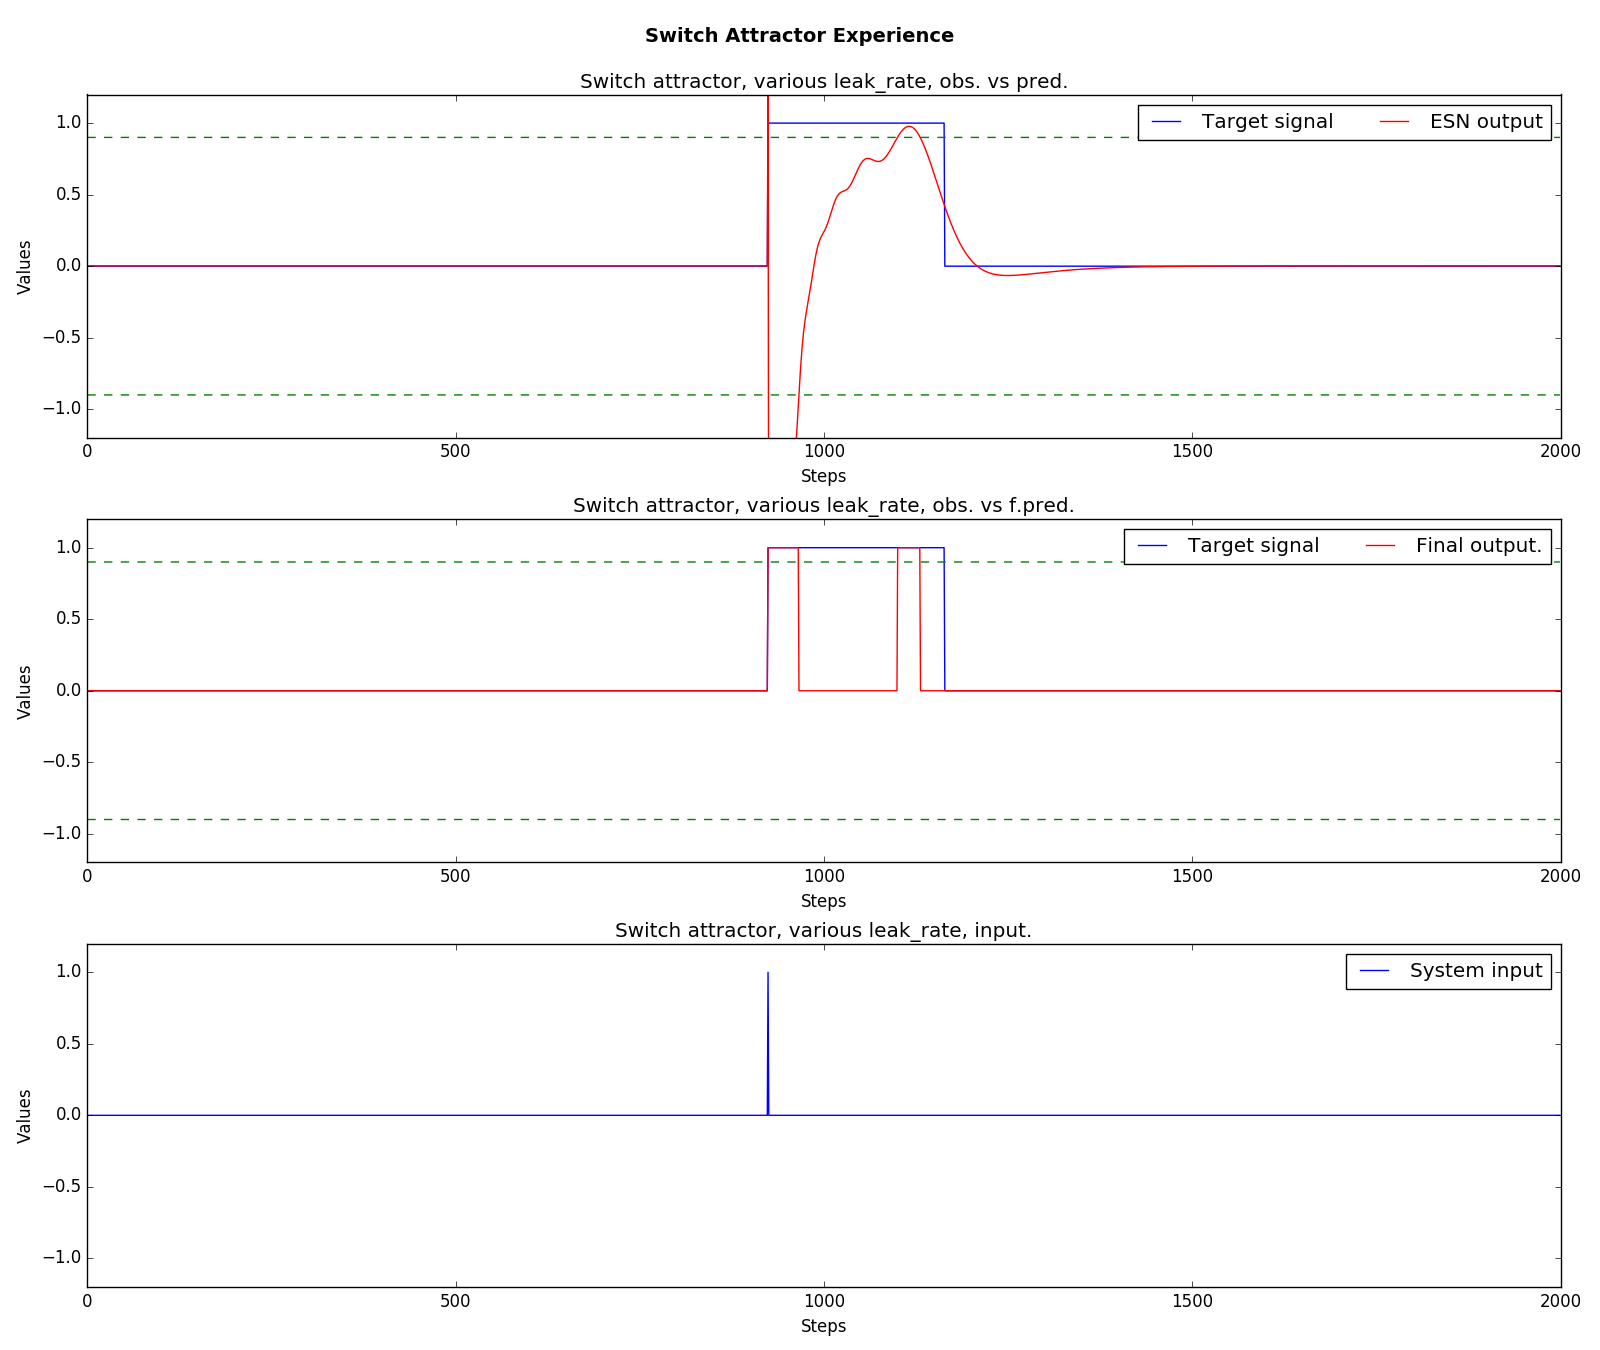 Switch Attractor Experience
Switch attractor, various leak_rate, obs. vs pred.
Target signal ESN output
1.0
0.5
0.0
−0.5
−1.0
Values
0 500 1000 1500 2000
Steps
Switch attractor, various leak_rate, obs. vs f.pred.
Target signal Final output.
1.0
0.5
0.0
−0.5
−1.0
Values
0 500 1000 1500 2000
Steps
Switch attractor, various leak_rate, input.
System input
1.0
0.5
0.0
−0.5
−1.0
Values
0 500 1000 1500 2000
Steps